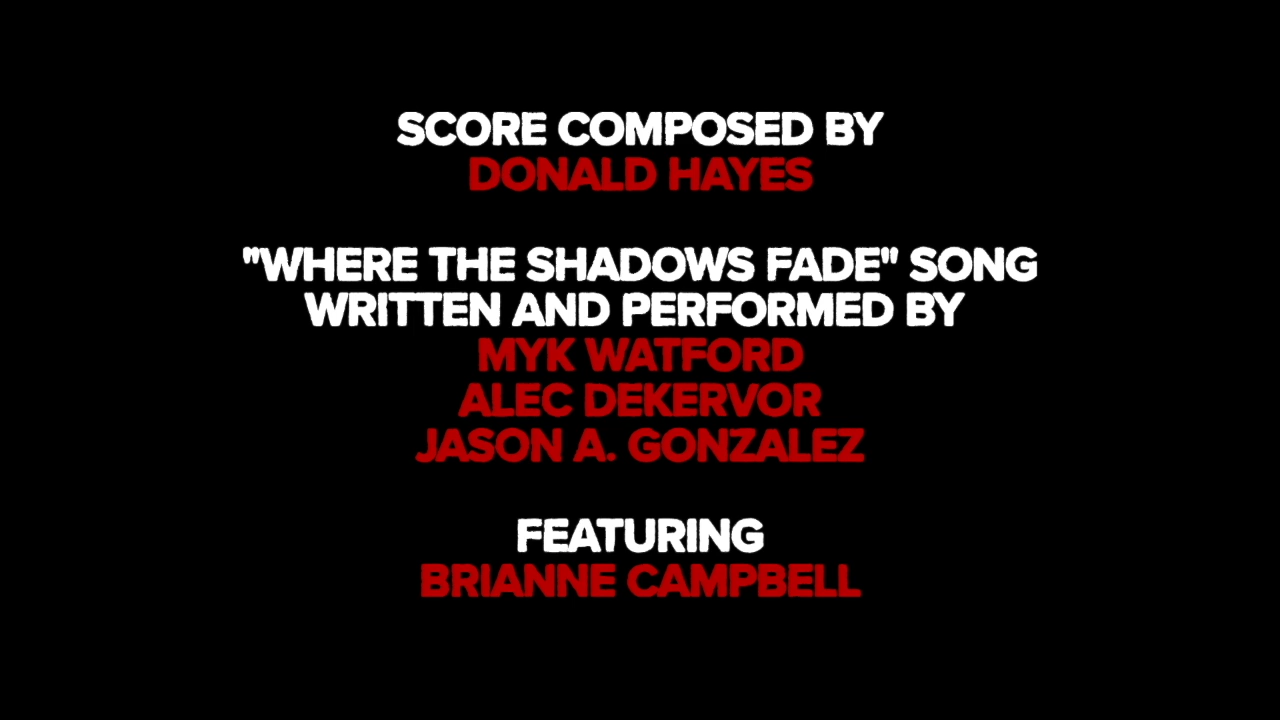 SCORE COMPOSED BY
DONALD HAYES
"WHERE THE SHADOWS FADE" SONG
WRITTEN AND PERFORMED BY
MYK WATFORD
ALEC DEKERVOR
JASON A. GONZALEZ
FEATURING
BRIANNE CAMPBELL